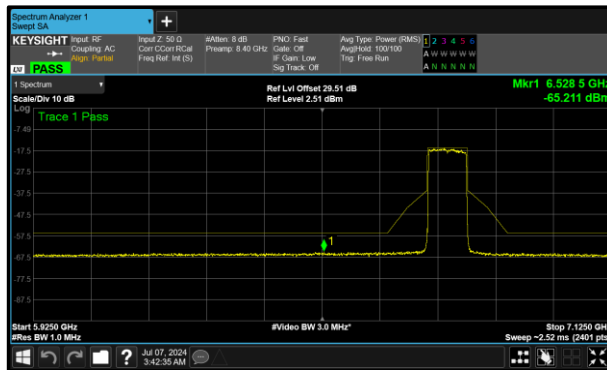 Spectrum Analyzer 1
Swept SA
KEYSIGHT Input: RF
Coupling: AC
Align: Partial
Input Z: 50 Ω
Corr CCorr RCal
Freq Ref: Int (S)
#Atten: 8 dB
Preamp: 8.40 GHz
PNO: Fast
Gate: Off
IF Gain: Low
Sig Track: Off
Avg Type: Power (RMS)
Avg|Hold: 100/100
Trig: Free Run
1 2 3 4 5 6
A W W W W W
A N N N N N
LXI PASS
1 Spectrum
Scale/Div 10 dB
Ref Lvl Offset 29.51 dB
Ref Level 2.51 dBm
Mkr1 6.528 5 GHz
-65.211 dBm
Log
Trace 1 Pass
-7.49
-17.5
-27.5
-37.5
-47.5
-57.5
-67.5
-77.5
-87.5
1
Start 5.9250 GHz
#Res BW 1.0 MHz
#Video BW 3.0 MHz*
Stop 7.1250 GHz
Sweep ~2.52 ms (2401 pts)
Jul 07, 2024
3:42:35 AM